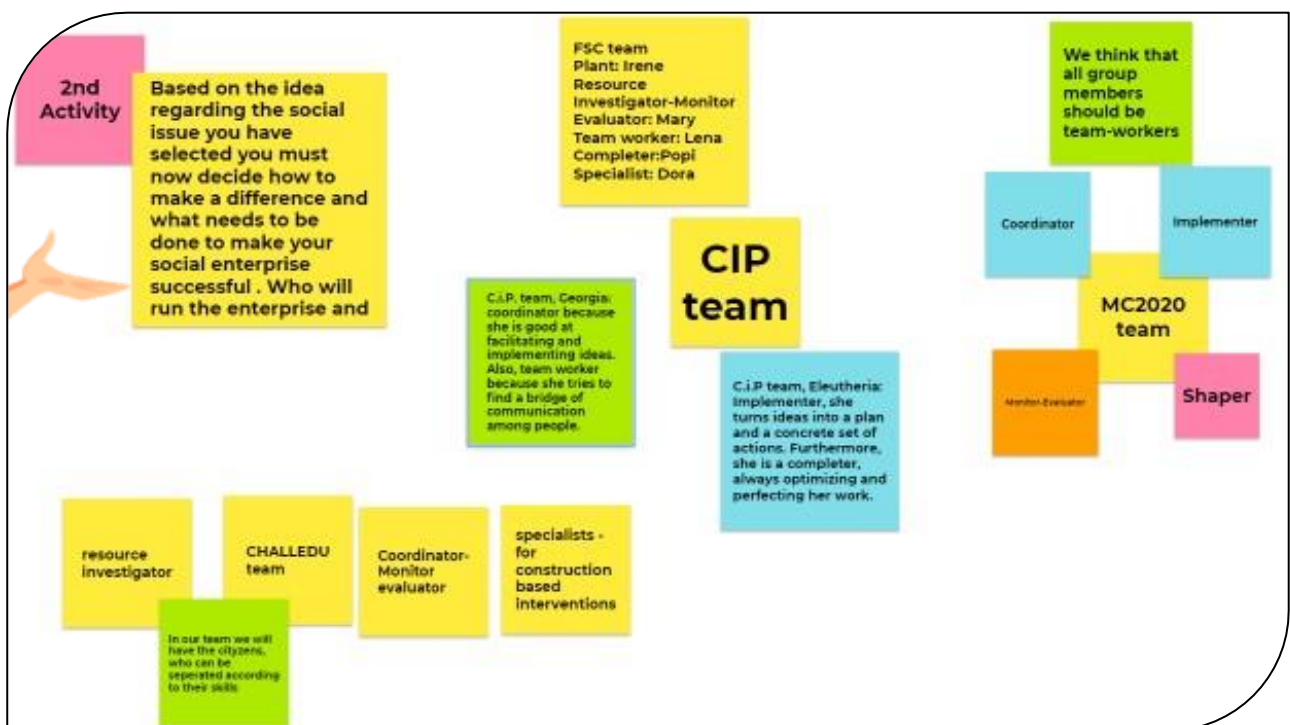 2nd
Activity
Based on the idea
regarding the social
issue you have
selected you must
now decide how to
make a difference and
what needs to be
done to make your
social enterprise
successful . Who will
run the enterprise and
FSC team
Plant: Irene
Resource
Investigator-Monitor
Evaluator: Mary
Team worker: Lena
Completer:Popi
Specialist: Dora
We think that
all group
members
should be
team-workers
Coordinator
Implementer
MC2020
team
Monitor-Evaluator
Shaper
CIP
team
C.i.P. team, Georgia:
coordinator because
she is good at
facilitating and
implementing ideas.
Also, team worker
because she tries to
find a bridge of
communication
among people.
C.i.P team, Eleutheria:
Implementer, she
turns ideas into a plan
and a concrete set of
actions. Furthermore,
she is a completer,
always optimizing and
perfecting her work.
resource
investigator
CHALLEDU
team
Coordinator-
Monitor
evaluator
specialists -
for
construction
based
interventions
In our team we will
have the cityzens,
who can be
seperated according
to their skills